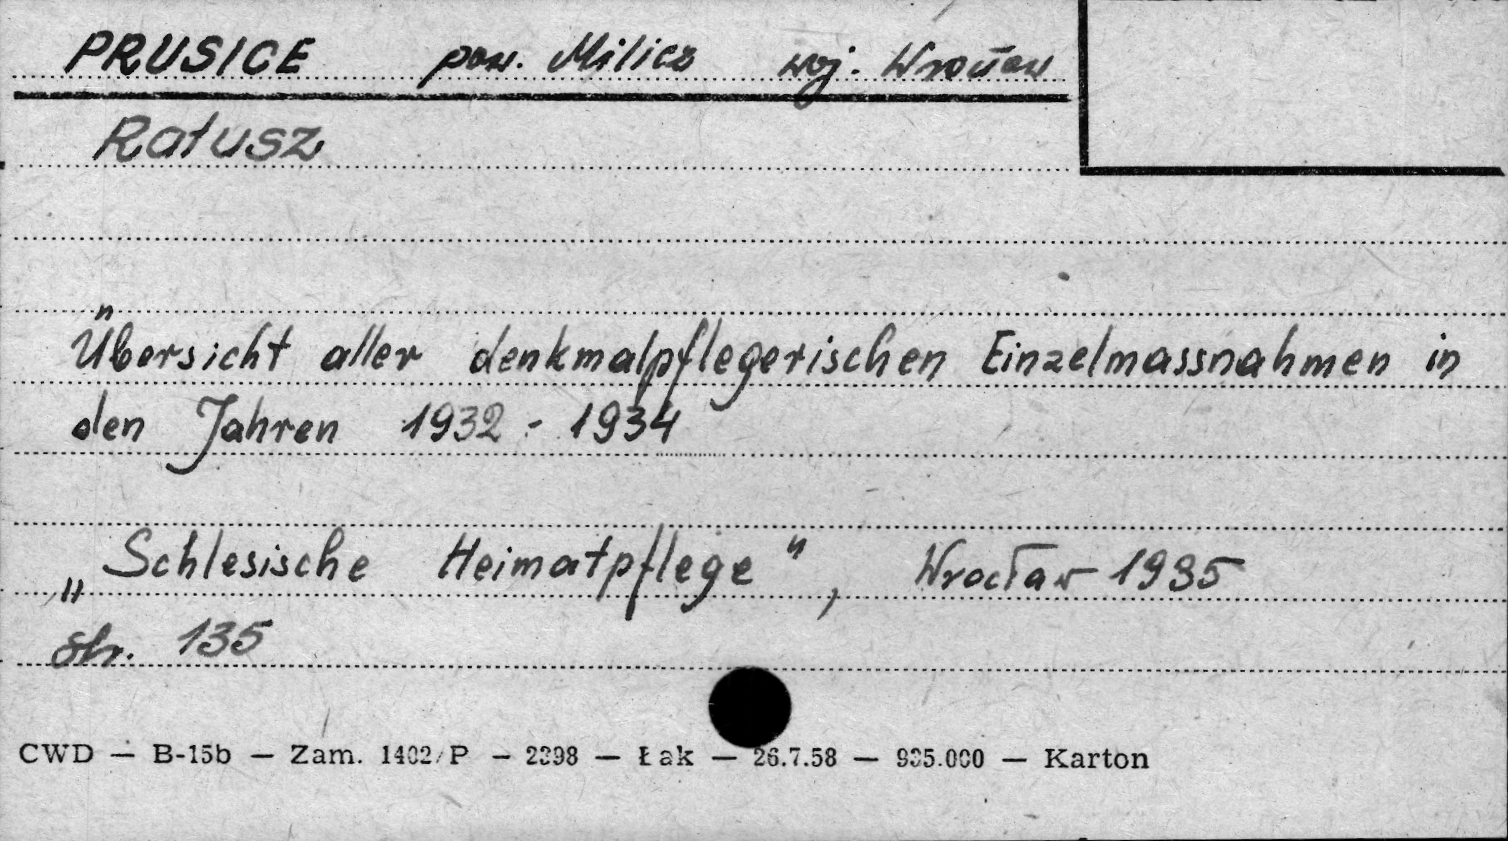 PRUSICE pow. Milicz woj. Wrocław
Ratusz
Übersicht aller denkmalpflegerischen Einzelmassnahmen in
den Jahren 1932 - 1934
„Schlesische Heimatpflege", Wrocław 1935
str. 135
CWD — B-15b — Zam. 1402/P — 2398 — Łak — 26.7.58 — 935.000 — Karton